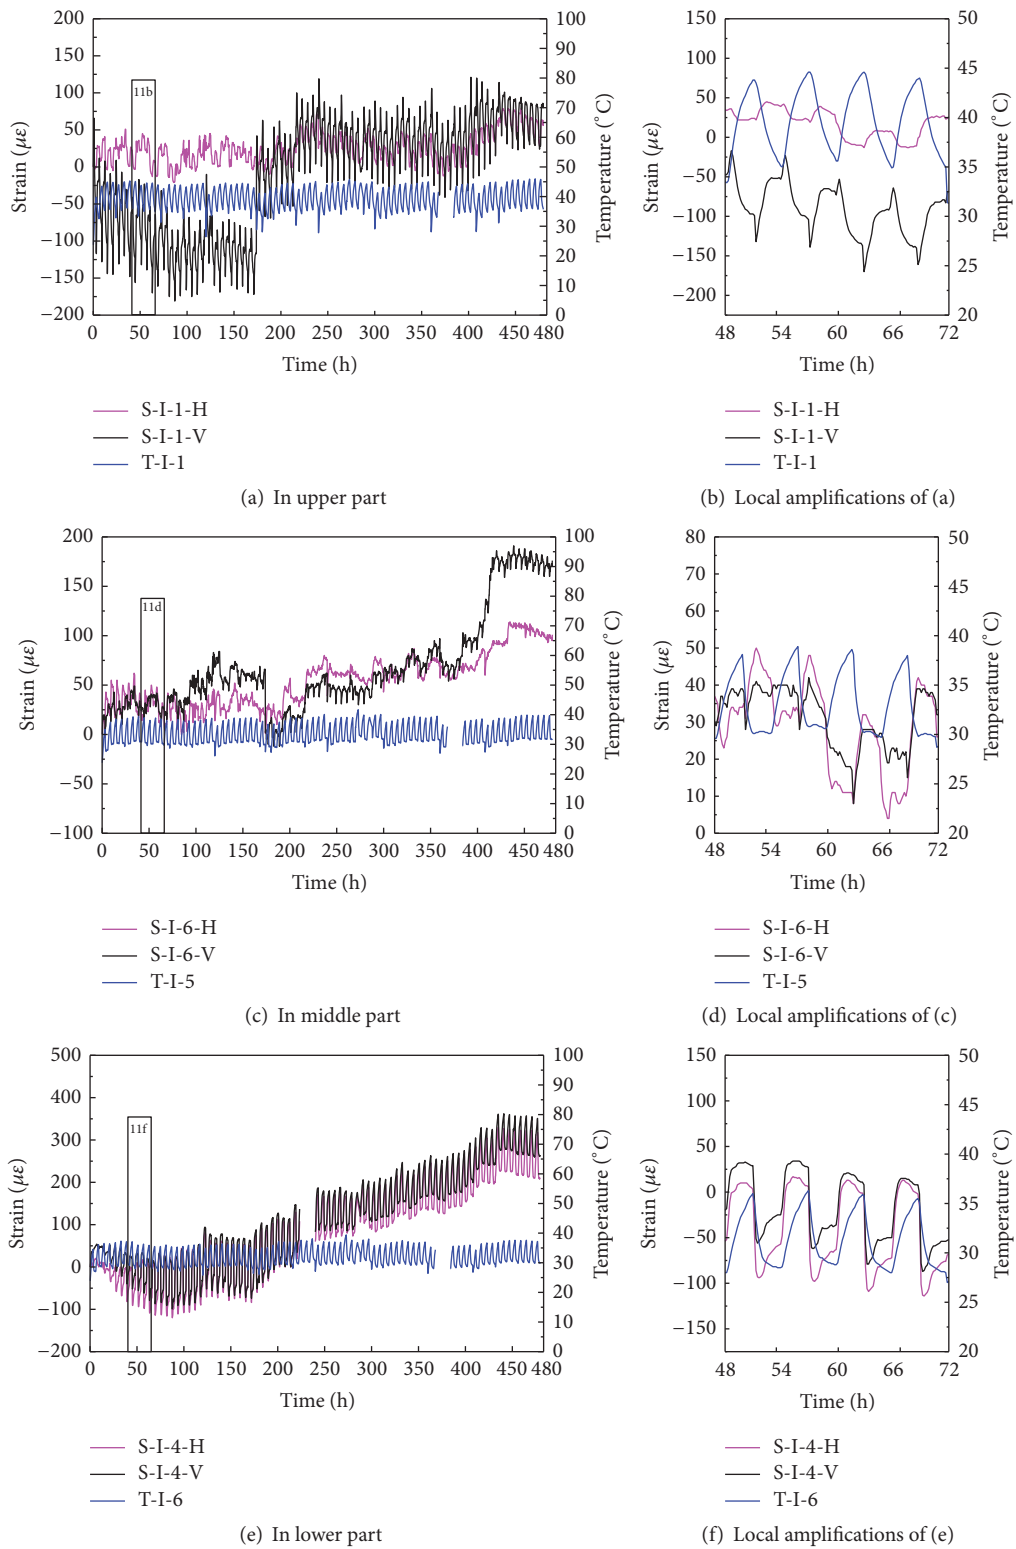 200
150
100
50
0
−50
−100
−150
−200
Strain (με)
100
90
80
70
60
50
40
30
20
10
0
Temperature (°C)
11b
0 50 100 150 200 250 300 350 400 450 480
Time (h)
S-I-1-H
S-I-1-V
T-I-1
(a) In upper part
150
100
50
0
−50
−100
−150
−200
Strain (με)
50
45
40
35
30
25
20
Temperature (°C)
48 54 60 66 72
Time (h)
S-I-1-H
S-I-1-V
T-I-1
(b) Local amplifications of (a)
200
150
100
50
0
−50
−100
Strain (με)
100
90
80
70
60
50
40
30
20
10
0
Temperature (°C)
11d
0 50 100 150 200 250 300 350 400 450 480
Time (h)
S-I-6-H
S-I-6-V
T-I-5
(c) In middle part
80
70
60
50
40
30
20
10
0
Strain (με)
50
45
40
35
30
25
20
Temperature (°C)
48 54 60 66 72
Time (h)
S-I-6-H
S-I-6-V
T-I-5
(d) Local amplifications of (c)
500
400
300
200
100
0
−100
−200
Strain (με)
100
90
80
70
60
50
40
30
20
10
0
Temperature (°C)
11f
0 50 100 150 200 250 300 350 400 450 480
Time (h)
S-I-4-H
S-I-4-V
T-I-6
(e) In lower part
150
100
50
25
0
−50
−100
−150
Strain (με)
50
45
40
35
30
25
20
Temperature (°C)
48 54 60 66 72
Time (h)
S-I-4-H
S-I-4-V
T-I-6
(f) Local amplifications of (e)